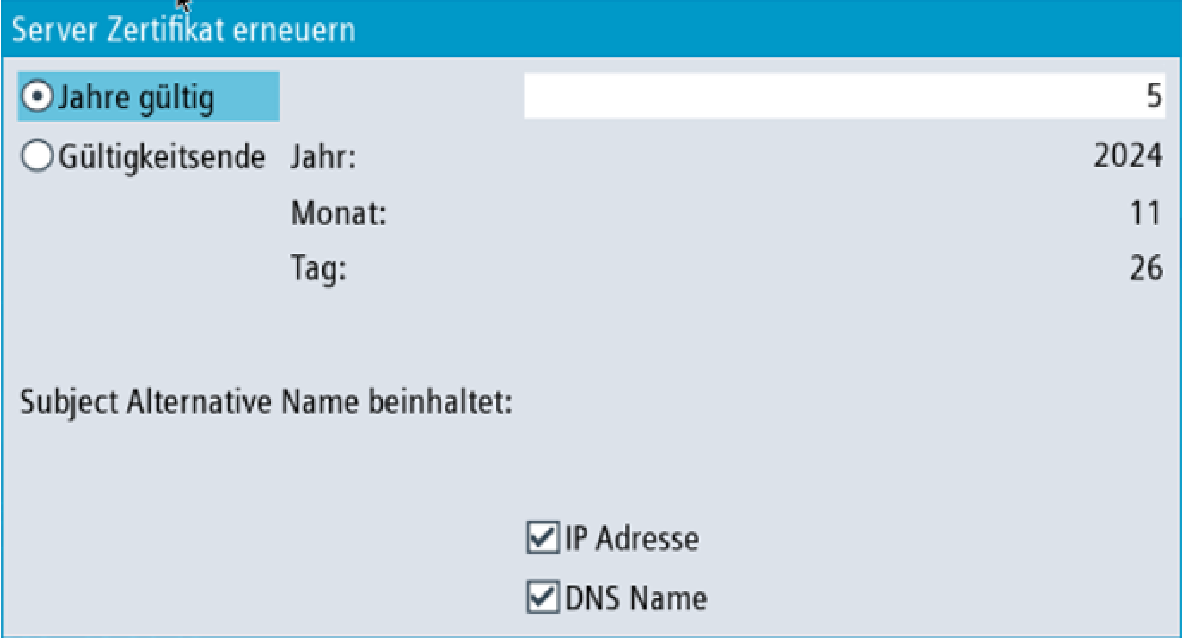 Server Zertifikat erneuern
Jahre gültig 5
Gültigkeitsende Jahr: 2024
Monat: 11
Tag: 26
Subject Alternative Name beinhaltet:
IP Adresse
DNS Name